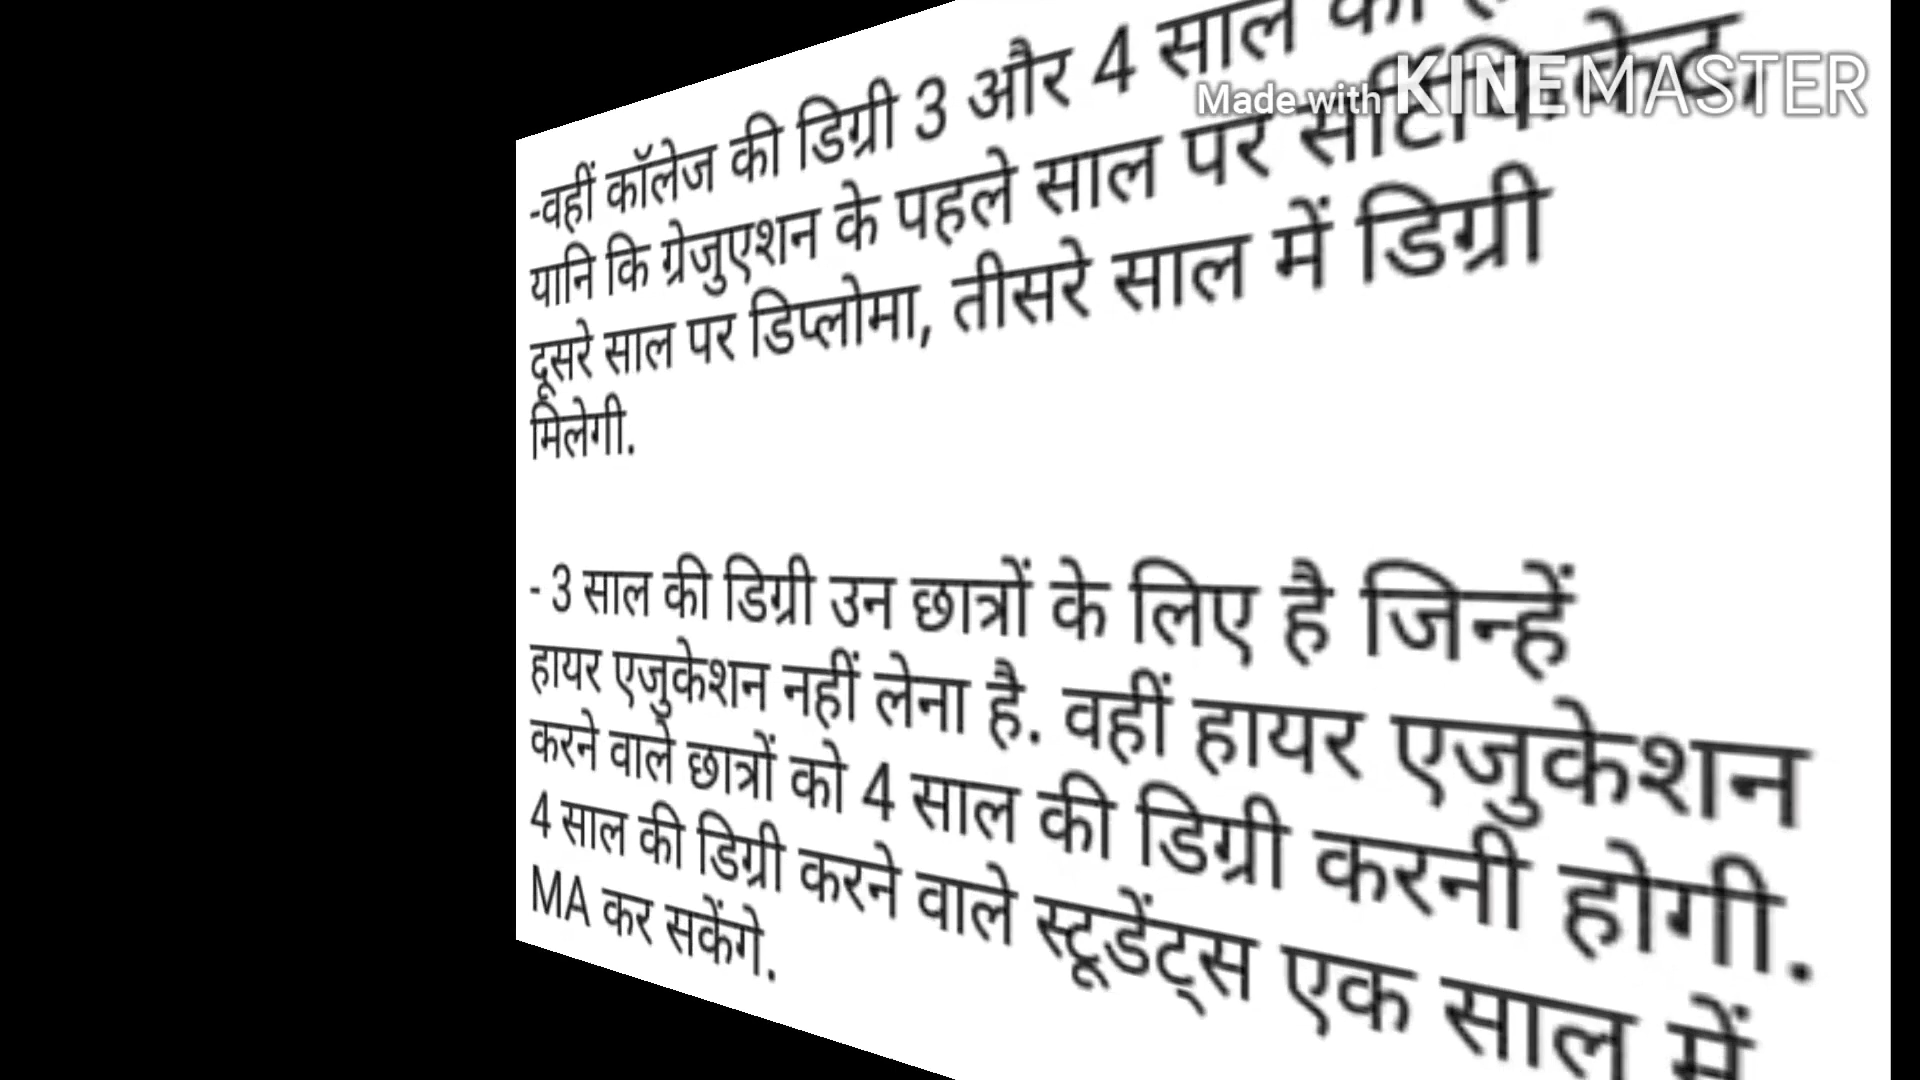 -वहीं कॉलेज की डिग्री 3 और 4 साल की
यानि कि ग्रेजुएशन के पहले साल पर सर्टिफिकेट,
दूसरे साल पर डिप्लोमा, तीसरे साल में डिग्री
मिलेगी.
- 3 साल की डिग्री उन छात्रों के लिए है जिन्हें
हायर एजुकेशन नहीं लेना है. वहीं हायर एजुकेशन
करने वाले छात्रों को 4 साल की डिग्री करनी होगी.
4 साल की डिग्री करने वाले स्टूडेंट्स एक साल में
MA कर सकेंगे.
Made with KINEMASTER